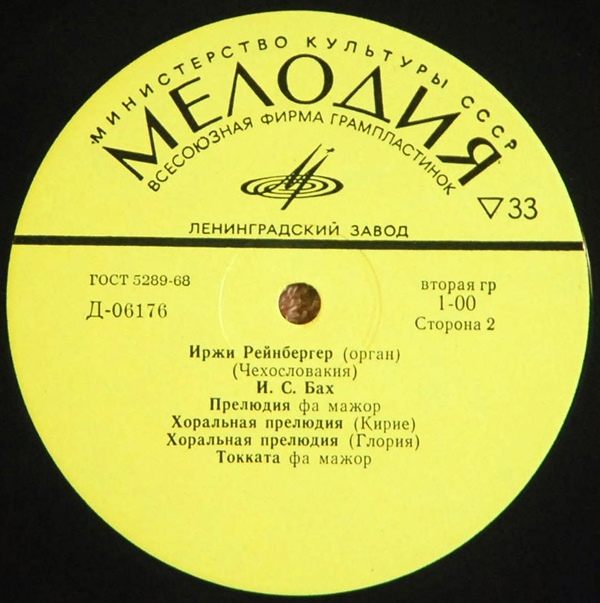 МИНИСТЕРСТВО КУЛЬТУРЫ СССР
МЕЛОДИЯ
ВСЕСОЮЗНАЯ ФИРМА ГРАМПЛАСТИНОК
▽33
ЛЕНИНГРАДСКИЙ ЗАВОД
ГОСТ 5289-68
Д-06176
вторая гр
1-00
Сторона 2
Иржи Рейнбергер (орган)
(Чехословакия)
И. С. Бах
Прелюдия фа мажор
Хоральная прелюдия (Кирие)
Хоральная прелюдия (Глория)
Токката фа мажор